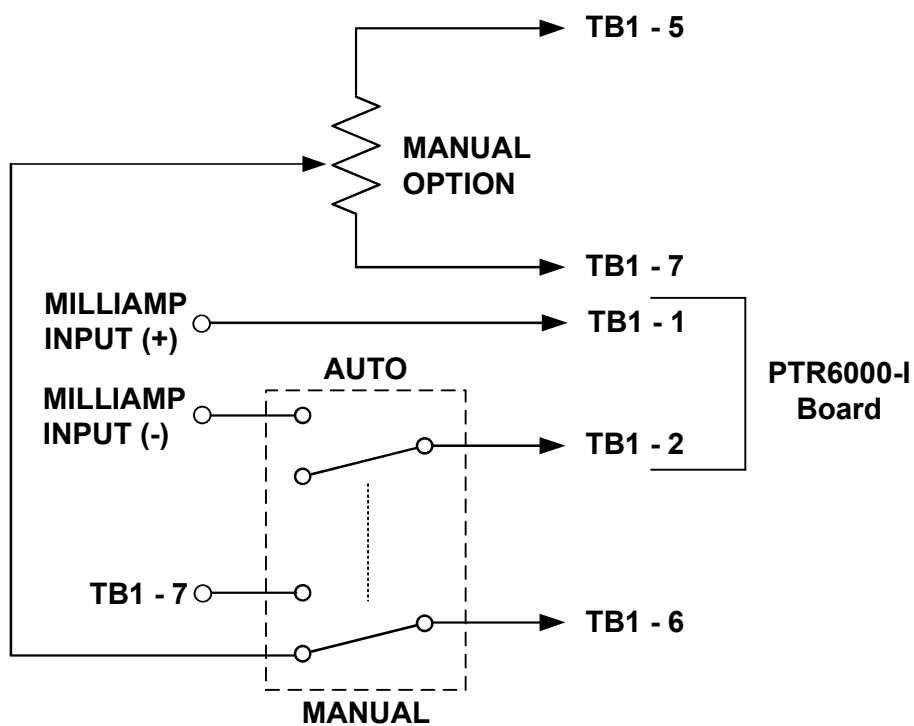 TB1 - 5
MANUAL
OPTION
TB1 - 7
MILLIAMP
INPUT (+)
TB1 - 1
AUTO
PTR6000-I
Board
MILLIAMP
INPUT (-)
TB1 - 2
TB1 - 7
TB1 - 6
MANUAL